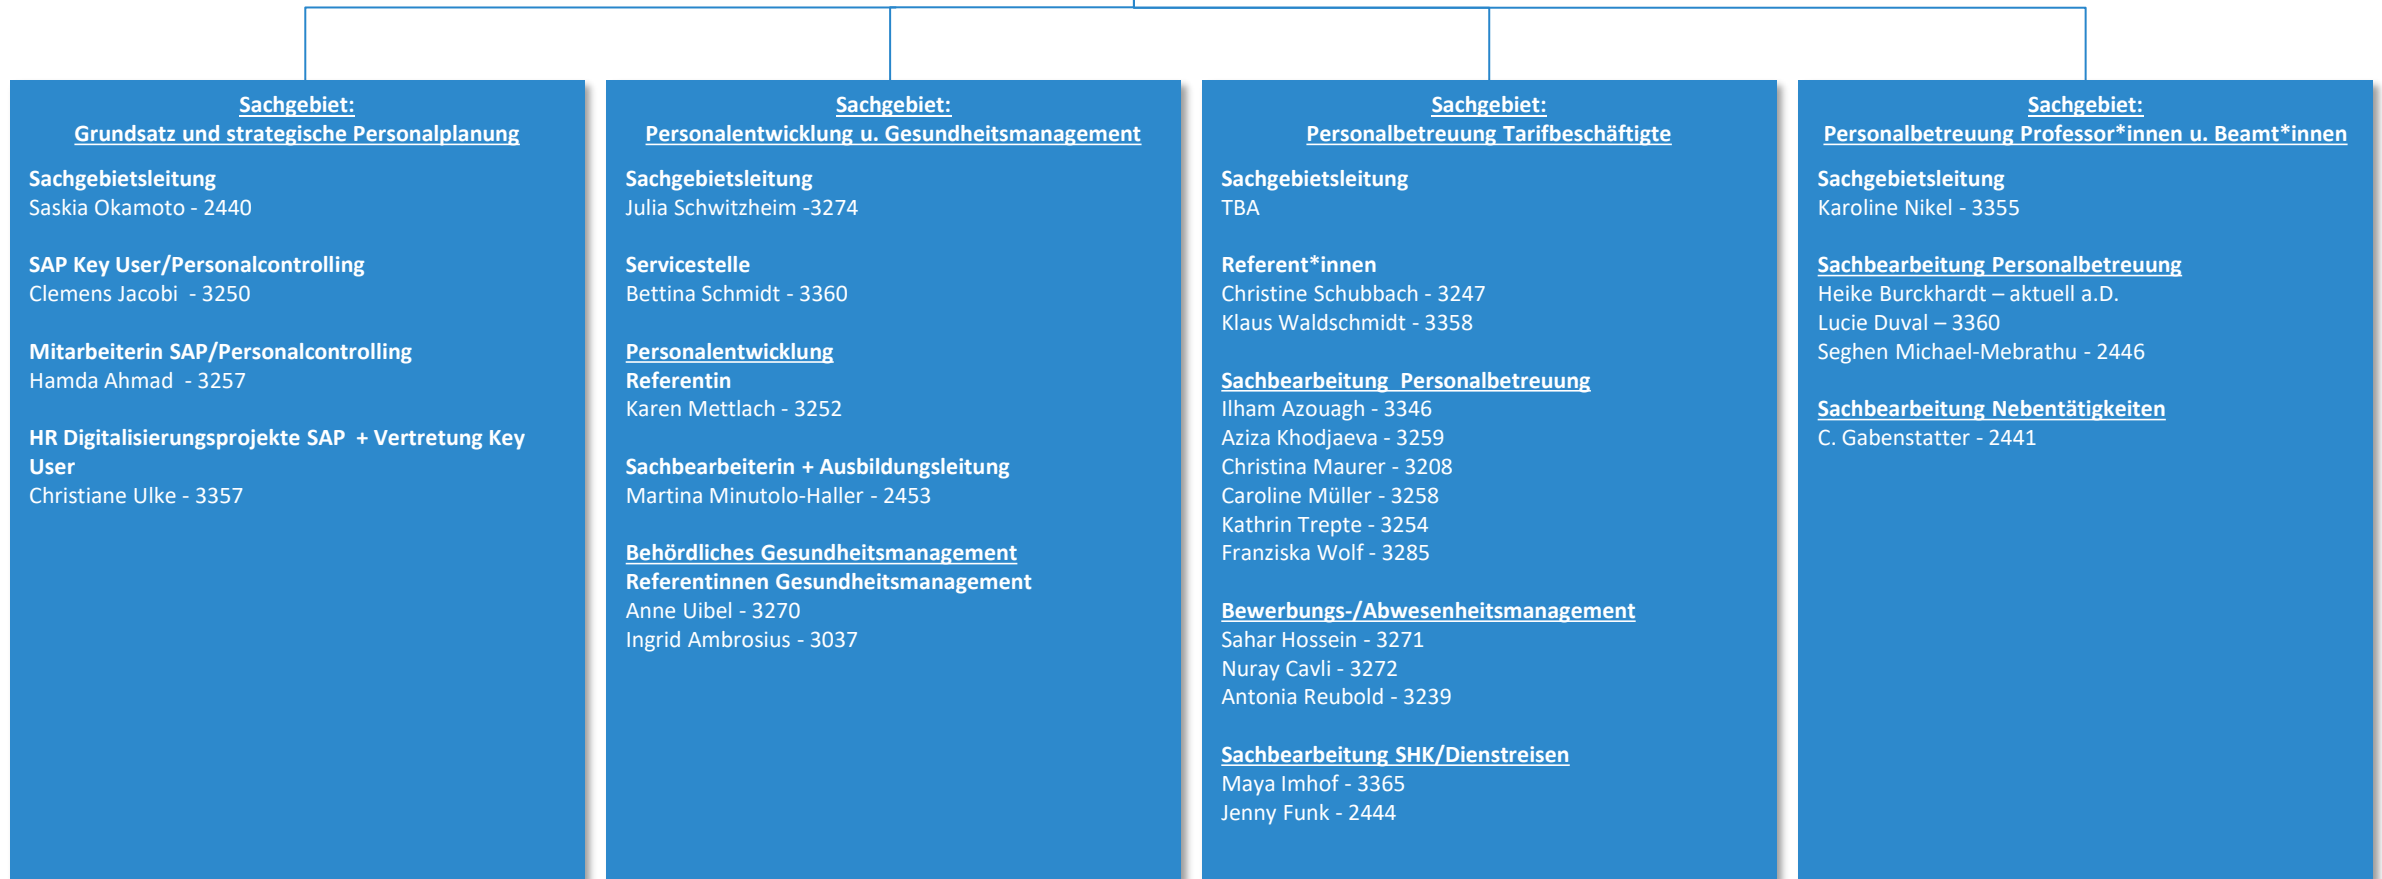 Sachgebiet:
Grundsatz und strategische Personalplanung
Sachgebietsleitung
Saskia Okamoto - 2440
SAP Key User/Personalcontrolling
Clemens Jacobi  - 3250
Mitarbeiterin SAP/Personalcontrolling
Hamda Ahmad  - 3257
HR Digitalisierungsprojekte SAP  + Vertretung Key
User
Christiane Ulke - 3357
Sachgebiet:
Personalentwicklung u. Gesundheitsmanagement
Sachgebietsleitung
Julia Schwitzheim -3274
Servicestelle
Bettina Schmidt - 3360
Personalentwicklung
Referentin
Karen Mettlach - 3252
Sachbearbeiterin + Ausbildungsleitung
Martina Minutolo-Haller - 2453
Behördliches Gesundheitsmanagement
Referentinnen Gesundheitsmanagement
Anne Uibel - 3270
Ingrid Ambrosius - 3037
Sachgebiet:
Personalbetreuung Tarifbeschäftigte
Sachgebietsleitung
TBA
Referent*innen
Christine Schubbach - 3247
Klaus Waldschmidt - 3358
Sachbearbeitung  Personalbetreuung
Ilham Azouagh - 3346
Aziza Khodjaeva - 3259
Christina Maurer - 3208
Caroline Müller - 3258
Kathrin Trepte - 3254
Franziska Wolf - 3285
Bewerbungs-/Abwesenheitsmanagement
Sahar Hossein - 3271
Nuray Cavli - 3272
Antonia Reubold - 3239
Sachbearbeitung SHK/Dienstreisen
Maya Imhof - 3365
Jenny Funk - 2444
Sachgebiet:
Personalbetreuung Professor*innen u. Beamt*innen
Sachgebietsleitung
Karoline Nikel - 3355
Sachbearbeitung Personalbetreuung
Heike Burckhardt – aktuell a.D.
Lucie Duval – 3360
Seghen Michael-Mebrathu - 2446
Sachbearbeitung Nebentätigkeiten
C. Gabenstatter - 2441